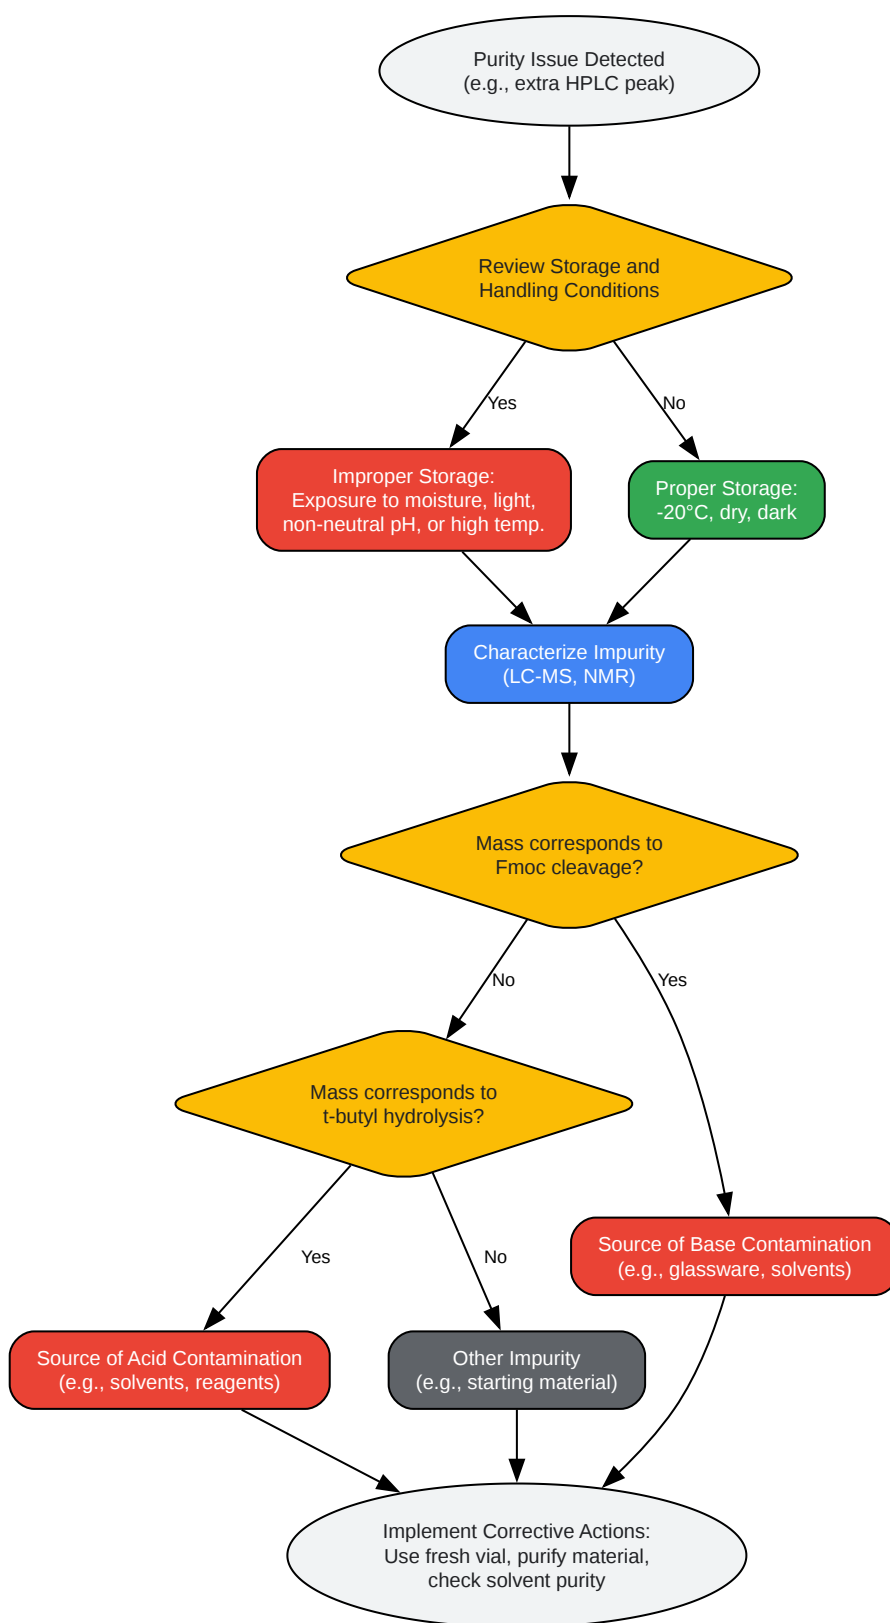 Purity Issue Detected
(e.g., extra HPLC peak)
Review Storage and
Handling Conditions
Yes
No
Improper Storage:
Exposure to moisture, light,
non-neutral pH, or high temp.
Proper Storage:
-20°C, dry, dark
Characterize Impurity
(LC-MS, NMR)
Mass corresponds to
Fmoc cleavage?
No
Yes
Mass corresponds to
t-butyl hydrolysis?
Yes
No
Source of Base Contamination
(e.g., glassware, solvents)
Source of Acid Contamination
(e.g., solvents, reagents)
Other Impurity
(e.g., starting material)
Implement Corrective Actions:
Use fresh vial, purify material,
check solvent purity